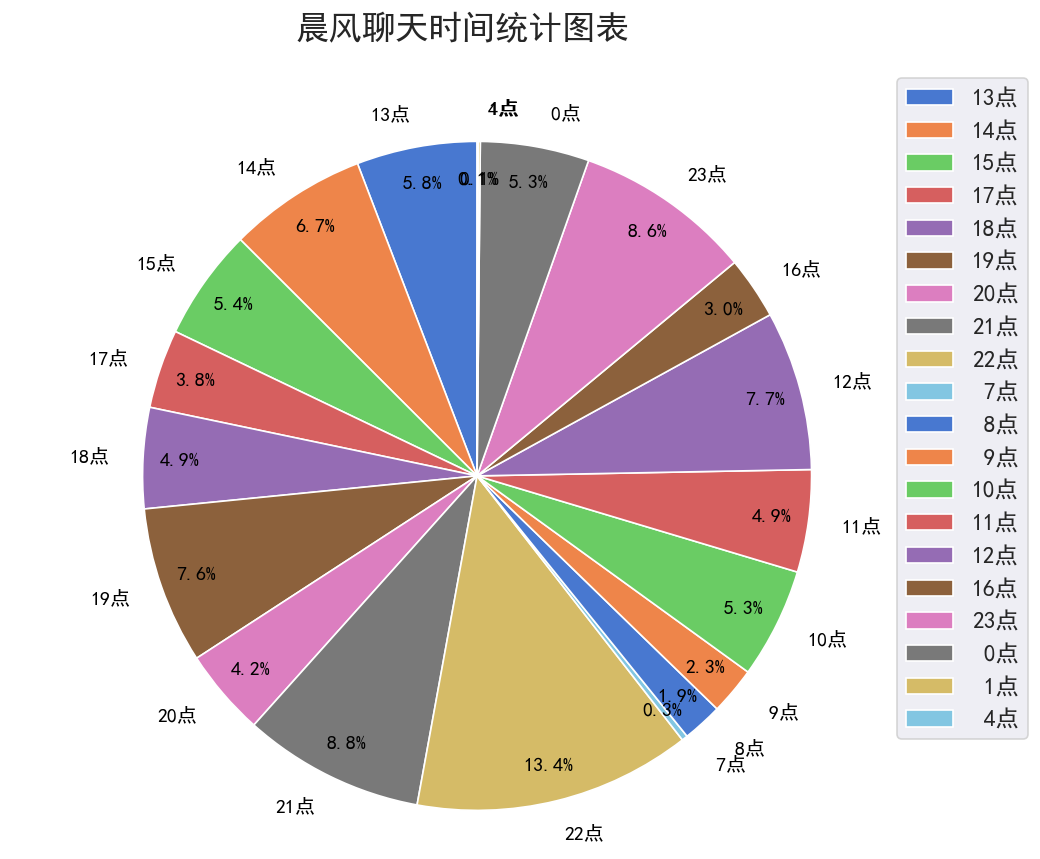 晨风聊天时间统计图表
13点
4点
0点
14点
23点
15点
16点
17点
12点
18点
11点
19点
10点
20点
9点
8点
7点
21点
22点
5.8%
0.1%
5.3%
6.7%
8.6%
5.4%
3.0%
3.8%
7.7%
4.9%
4.9%
7.6%
5.3%
4.2%
2.3%
1.9%
0.3%
8.8%
13.4%
13点
14点
15点
17点
18点
19点
20点
21点
22点
7点
8点
9点
10点
11点
12点
16点
23点
0点
1点
4点